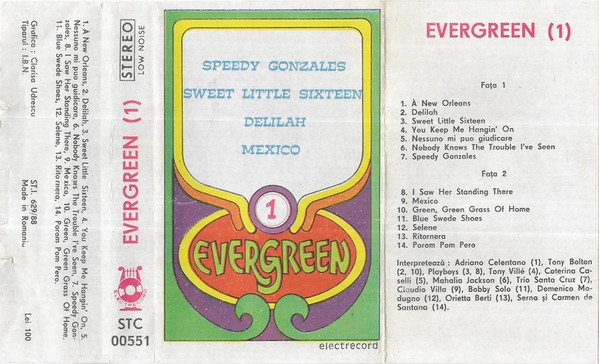 Grafica : Clarisa Udrescu
Tiparul : I.B.N.
ST.I. 629/88
Made in Romania
Lei 100
1. A New Orleans, 2. Delilah, 3. Sweet Little Sixteen, 4. You Keep Me Hangin' On, 5.
Nessuno mi puo guidicare, 6. Nobody Knows The Trouble I've Seen, 7. Speedy Gon-
zales, 8. I Saw Her Standing There, 9. Mexico, 10. Green, Green Grass Of Home,
11. Blue Swede Shoes, 12. Selene, 13. Ritornera, 14. Porom Pom Pero.
STEREO
LOW NOISE
EVERGREEN (1)
STC
00551
SPEEDY GONZALES
SWEET LITTLE SIXTEEN
DELILAH
MEXICO
1
EVERGREEN
electrecord
EVERGREEN (1)
Fața 1
1. À New Orleans
2. Delilah
3. Sweet Little Sixteen
4. You Keep Me Hangin' On
5. Nessuno mi puo giudicare
6. Nobody Knows The Trouble I've Seen
7. Speedy Gonzales
Fața 2
8. I Saw Her Standing There
9. Mexico
10. Green, Green Grass Of Home
11. Blue Swede Shoes
12. Selene
13. Ritornera
14. Porom Pom Pero
Interpretează : Adriano Celentano (1), Tony Bolton
(2, 10), Playboys (3, 8), Tony Villé (4), Caterina Ca-
selli (5), Mahalia Jackson (6), Trio Santa Cruz (7),
Claudio Villa (9), Bobby Solo (11), Domenico Mo-
dugno (12), Orietta Berti (13), Serna și Carmen de
Santana (14).